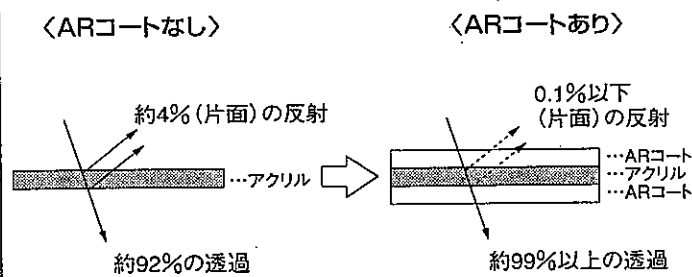 〈ARコートなし〉
約4%(片面)の反射
…アクリル
約92%の透過
〈ARコートあり〉
0.1%以下
(片面)の反射
…ARコート
…アクリル
…ARコート
約99%以上の透過